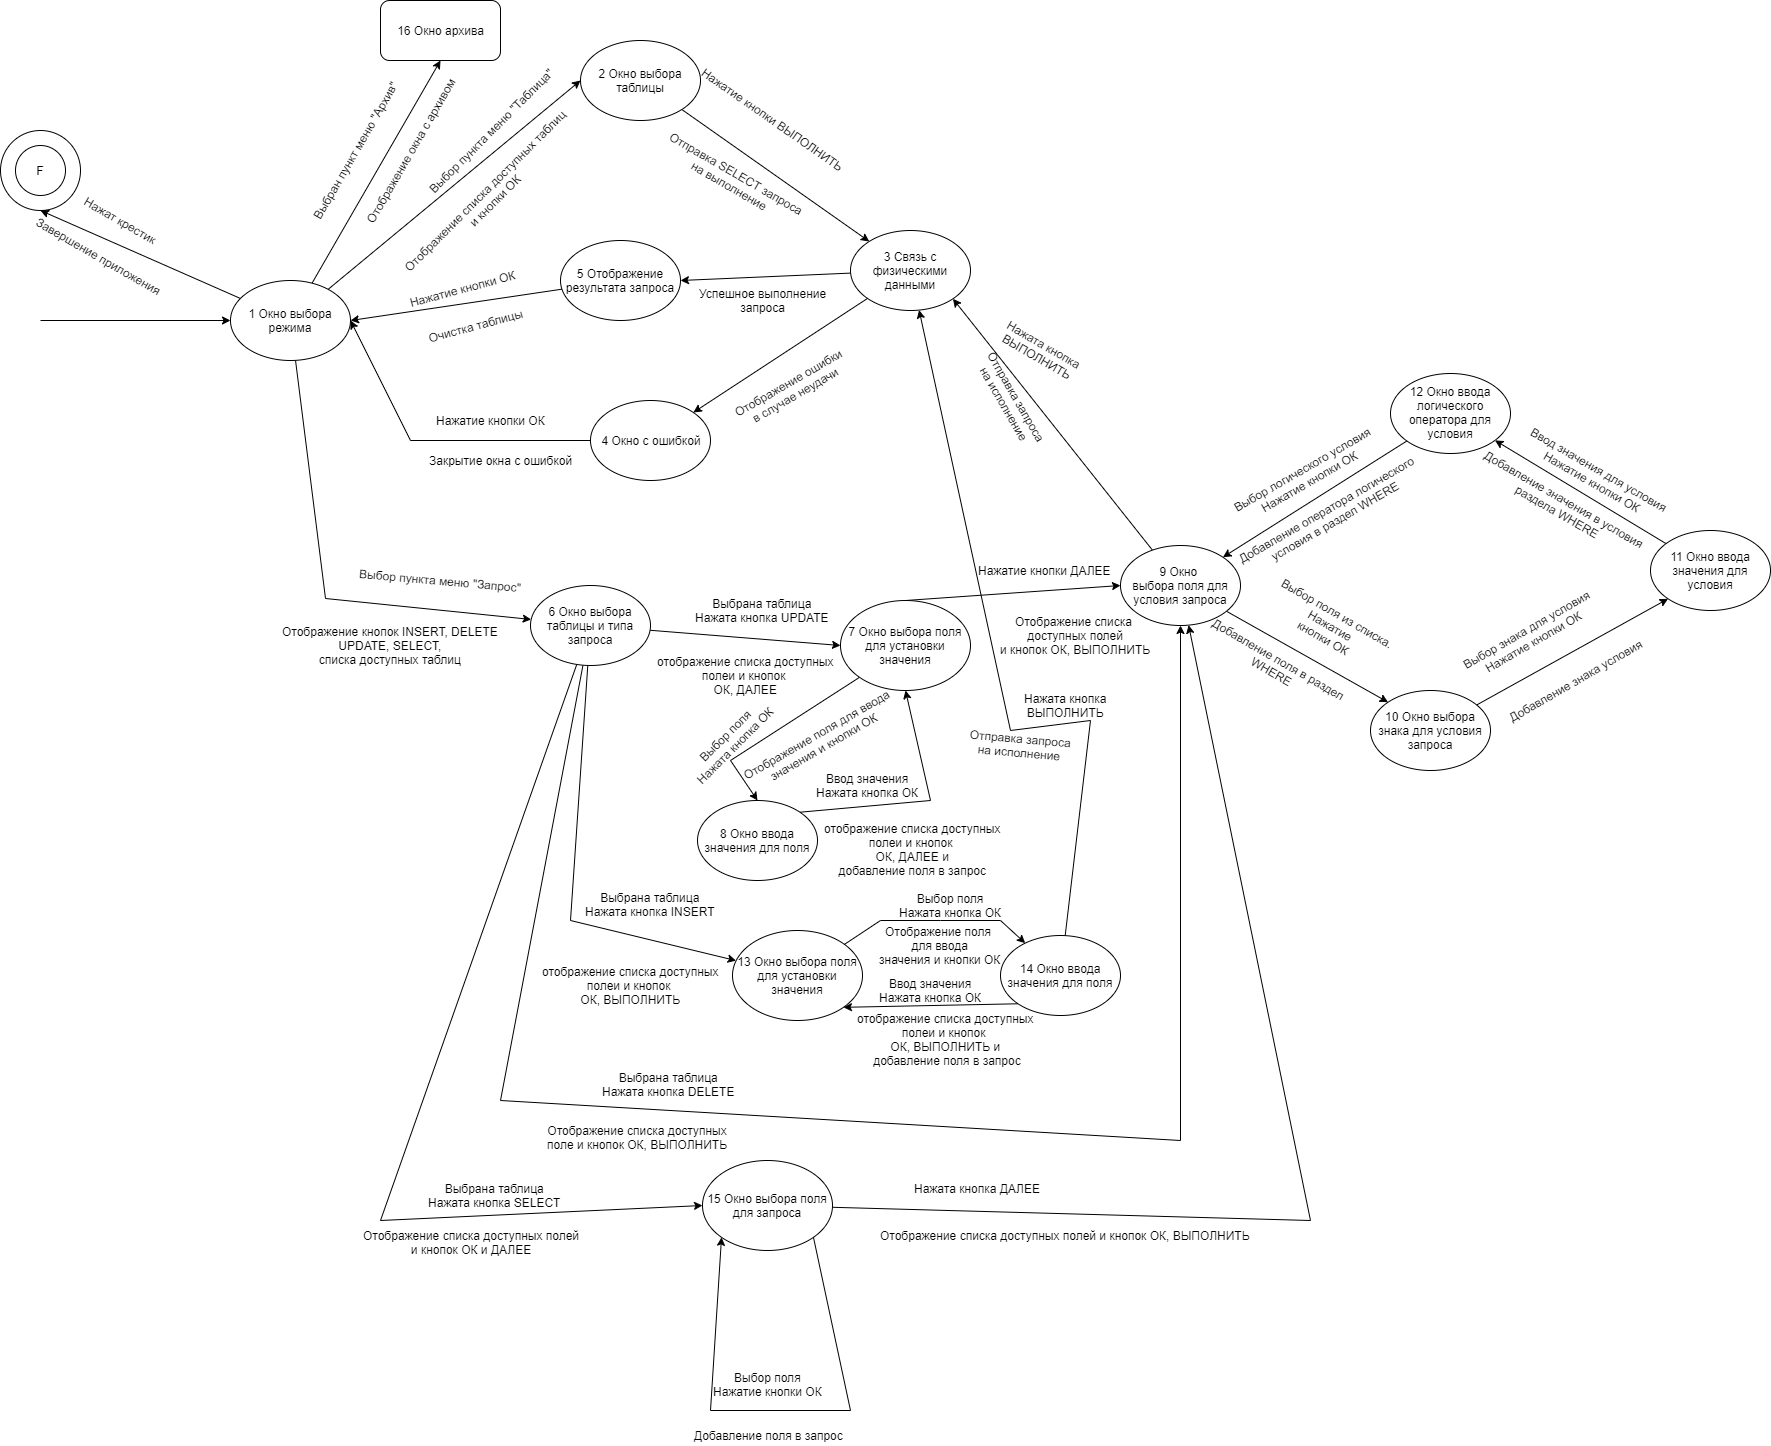 16 Окно архива
2 Окно выбора
таблицы
Нажатие кнопки ВЫПОЛНИТЬ
Отправка SELECT запроса
на выполнение
Выбран пункт меню "Архив"
Отображение окна с архивом
Выбор пункта меню "Таблица"
Отображение списка доступных таблиц
и кнопки ОК
F
Нажат крестик
Завершение приложения
1 Окно выбора
режима
5 Отображение
результата запроса
3 Связь с
физическими
данными
Нажатие кнопки ОК
Очистка таблицы
Успешное выполнение
запроса
Отображение ошибки
в случае неудачи
Нажатие кнопки ОК
4 Окно с ошибкой
Закрытие окна с ошибкой
Нажата кнопка
ВЫПОЛНИТЬ
Отправка запроса
на исполнение
12 Окно ввода
логического
оператора для
условия
Выбор логического условия
Нажатие кнопки ОК
Добавление оператора логического
условия в раздел WHERE
Ввод значения для условия
Нажатие кнопки ОК
Добавление значения в условия
раздела WHERE
11 Окно ввода
значения для
условия
9 Окно
выбора поля для
условия запроса
Нажатие кнопки ДАЛЕЕ
Отображение списка
доступных полей
и кнопок ОК, ВЫПОЛНИТЬ
Выбор поля из списка.
Нажатие
кнопки ОК
Добавление поля в раздел
WHERE
Выбор знака для условия
Нажатие кнопки ОК
Добавление знака условия
10 Окно выбора
знака для условия
запроса
Выбор пункта меню "Запрос"
Отображение кнопок INSERT, DELETE
UPDATE, SELECT,
списка доступных таблиц
6 Окно выбора
таблицы и типа
запроса
Выбрана таблица
Нажата кнопка UPDATE
отображение списка доступных
полеи и кнопок
ОК, ДАЛЕЕ
7 Окно выбора поля
для установки
значения
Выбор поля
Нажата кнопка ОК
Отображение поля для ввода
значения и кнопки ОК
Ввод значения
Нажата кнопка ОК
8 Окно ввода
значения для поля
отображение списка доступных
полеи и кнопок
ОК, ДАЛЕЕ и
добавление поля в запрос
Нажата кнопка
ВЫПОЛНИТЬ
Отправка запроса
на исполнение
Выбрана таблица
Нажата кнопка INSERT
отображение списка доступных
полеи и кнопок
ОК, ВЫПОЛНИТЬ
13 Окно выбора поля
для установки
значения
Выбор поля
Нажата кнопка ОК
Отображение поля
для ввода
значения и кнопки ОК
14 Окно ввода
значения для поля
Ввод значения
Нажата кнопка ОК
отображение списка доступных
полеи и кнопок
ОК, ВЫПОЛНИТЬ и
добавление поля в запрос
Выбрана таблица
Нажата кнопка DELETE
Отображение списка доступных
поле и кнопок ОК, ВЫПОЛНИТЬ
Выбрана таблица
Нажата кнопка SELECT
Отображение списка доступных полей
и кнопок ОК и ДАЛЕЕ
15 Окно выбора поля
для запроса
Нажата кнопка ДАЛЕЕ
Отображение списка доступных полей и кнопок ОК, ВЫПОЛНИТЬ
Выбор поля
Нажатие кнопки ОК
Добавление поля в запрос